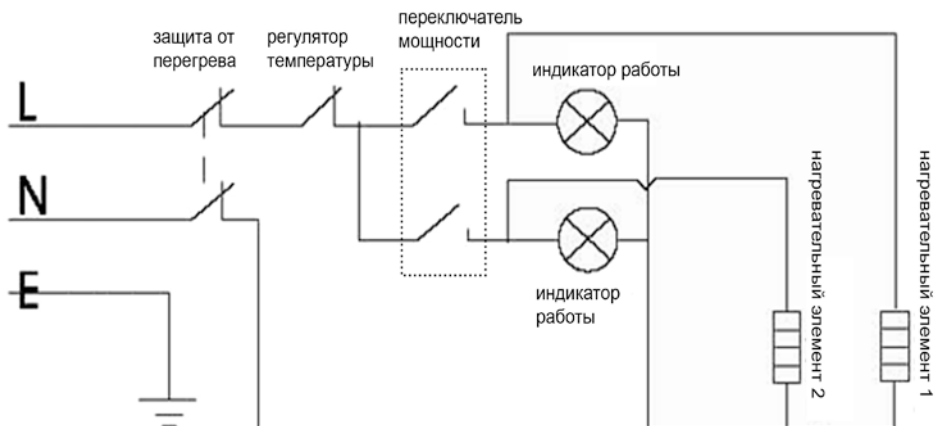 переключатель
мощности
защита от
перегрева
регулятор
температуры
индикатор работы
L
N
E
индикатор
работы
нагревательный элемент 2
нагревательный элемент 1